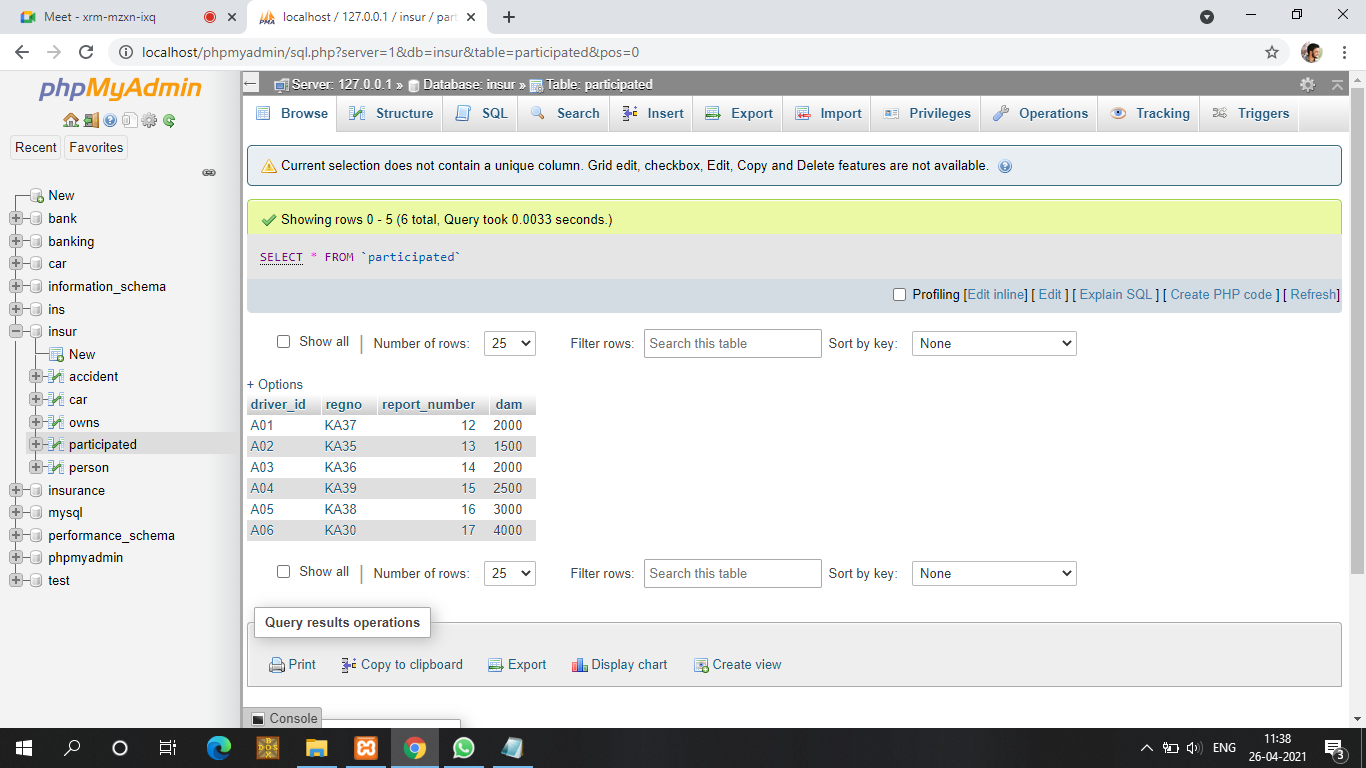 Meet - xrm-mzxn-ixq
localhost / 127.0.0.1 / insur / part
localhost/phpmyadmin/sql.php?server=1&db=insur&table=participated&pos=0
phpMyAdmin
Recent
Favorites
New
bank
banking
car
information_schema
ins
insur
New
accident
car
owns
participated
person
insurance
mysql
performance_schema
phpmyadmin
test
Server: 127.0.0.1 » Database: insur » Table: participated
Browse Structure SQL Search Insert Export Import Privileges Operations Tracking Triggers
Current selection does not contain a unique column. Grid edit, checkbox, Edit, Copy and Delete features are not available.
Showing rows 0 - 5 (6 total, Query took 0.0033 seconds.)
SELECT * FROM `participated`
Profiling [Edit inline] [ Edit ] [ Explain SQL ] [ Create PHP code ] [ Refresh]
Show all | Number of rows: 25 Filter rows: Search this table Sort by key: None
+ Options
driver_id regno report_number dam
A01 KA37 12 2000
A02 KA35 13 1500
A03 KA36 14 2000
A04 KA39 15 2500
A05 KA38 16 3000
A06 KA30 17 4000
Show all | Number of rows: 25 Filter rows: Search this table Sort by key: None
Query results operations
Print Copy to clipboard Export Display chart Create view
Console
ENG
11:38
26-04-2021
3